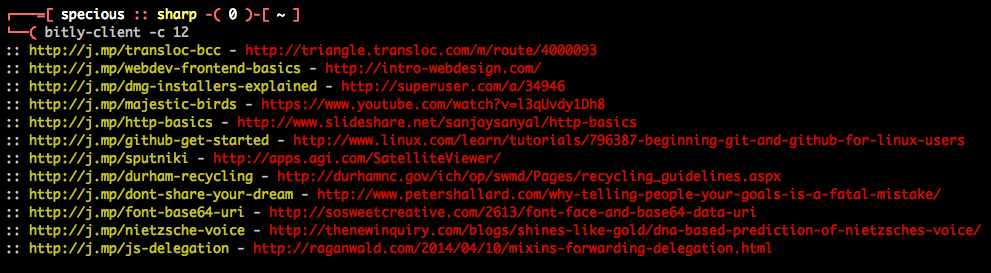 ┌───=[ specious :: sharp -( 0 )-[ ~ ]
└──( bitly-client -c 12
:: http://j.mp/transloc-bcc - http://triangle.transloc.com/m/route/4000093
:: http://j.mp/webdev-frontend-basics - http://intro-webdesign.com/
:: http://j.mp/dmg-installers-explained - http://superuser.com/a/34946
:: http://j.mp/majestic-birds - https://www.youtube.com/watch?v=l3qUvdy1Dh8
:: http://j.mp/http-basics - http://www.slideshare.net/sanjoysanyal/http-basics
:: http://j.mp/github-get-started - http://www.linux.com/learn/tutorials/796387-beginning-git-and-github-for-linux-users
:: http://j.mp/sputniki - http://apps.agi.com/SatelliteViewer/
:: http://j.mp/durham-recycling - http://durhamnc.gov/ich/op/swmd/Pages/recycling_guidelines.aspx
:: http://j.mp/dont-share-your-dream - http://www.petershallard.com/why-telling-people-your-goals-is-a-fatal-mistake/
:: http://j.mp/font-base64-uri - http://sosweetcreative.com/2613/font-face-and-base64-data-uri
:: http://j.mp/nietzsche-voice - http://thenewinquiry.com/blogs/shines-like-gold/dna-based-prediction-of-nietzsches-voice/
:: http://j.mp/js-delegation - http://raganwald.com/2014/04/10/mixins-forwarding-delegation.html